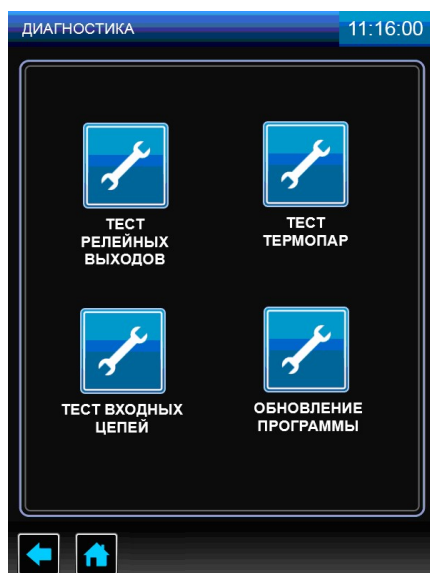 ДИАГНОСТИКА 11:16:00
ТЕСТ
РЕЛЕЙНЫХ
ВЫХОДОВ
ТЕСТ
ТЕРМОПАР
ТЕСТ ВХОДНЫХ
ЦЕПЕЙ
ОБНОВЛЕНИЕ
ПРОГРАММЫ